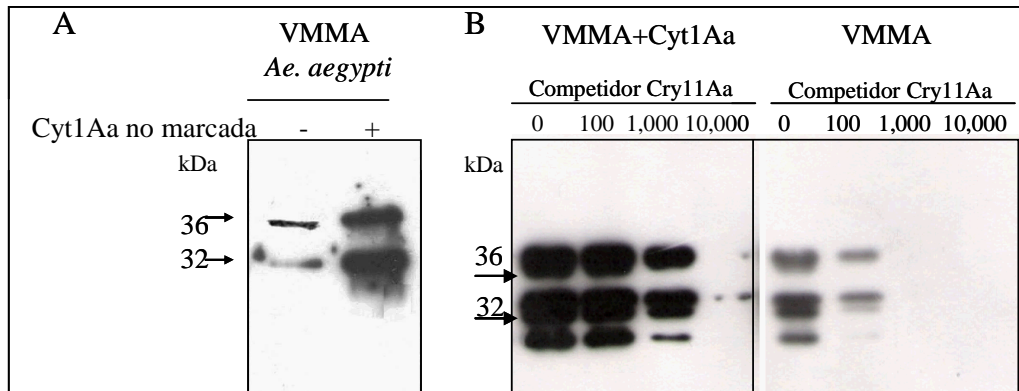 A
VMMA
Ae. aegypti
Cyt1Aa no marcada - +
kDa
36
32
B
VMMA+Cyt1Aa VMMA
Competidor Cry11Aa Competidor Cry11Aa
0 100 1,000 10,000 0 100 1,000 10,000
kDa
36
32